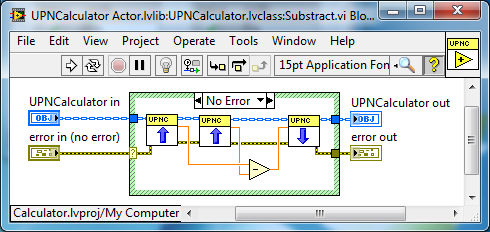 UPNCalculator Actor.lvlib:UPNCalculator.lvclass:Substract.vi Blo...
File Edit View Project Operate Tools Window Help
15pt Application Fon
?
UPNC
+
No Error
UPNCalculator in
OBJ
error in (no error)
?
UPNC
UPNC
UPNC
UPNCalculator out
OBJ
error out
Calculator.lvproj/My Computer